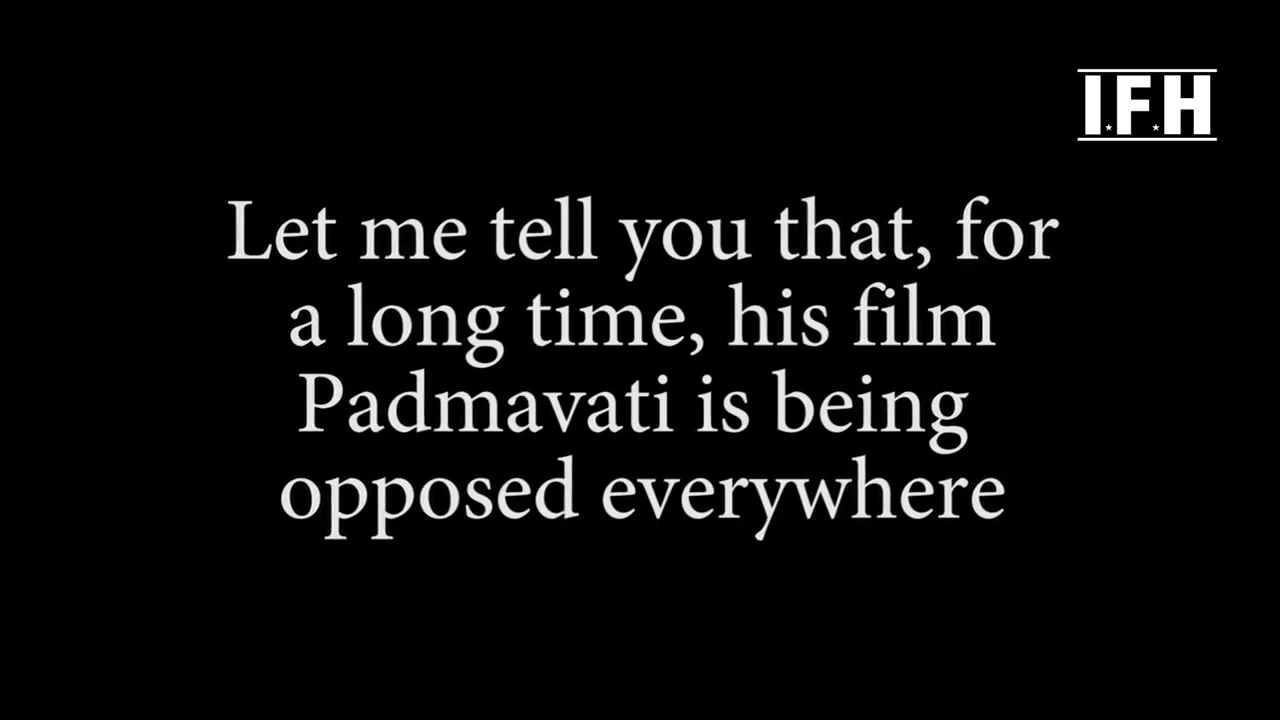 I.F.H
Let me tell you that, for
a long time, his film
Padmavati is being
opposed everywhere